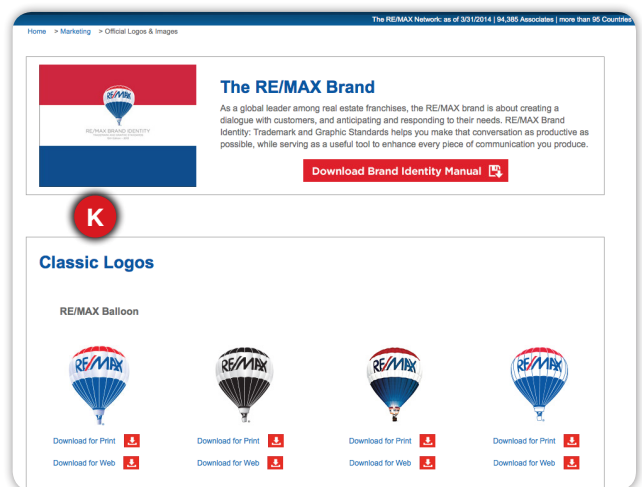 The RE/MAX Network: as of 3/31/2014 | 94,385 Associates | more than 95 Countries
Home > Marketing > Official Logos & Images
RE/MAX
RE/MAX BRAND IDENTITY
The RE/MAX Brand
As a global leader among real estate franchises, the RE/MAX brand is about creating a
dialogue with customers, and anticipating and responding to their needs. RE/MAX Brand
Identity: Trademark and Graphic Standards helps you make that conversation as productive as
possible, while serving as a useful tool to enhance every piece of communication you produce.
Download Brand Identity Manual
K
Classic Logos
RE/MAX Balloon
RE/MAX RE/MAX RE/MAX RE/MAX
Download for Print Download for Print Download for Print Download for Print
Download for Web Download for Web Download for Web Download for Web